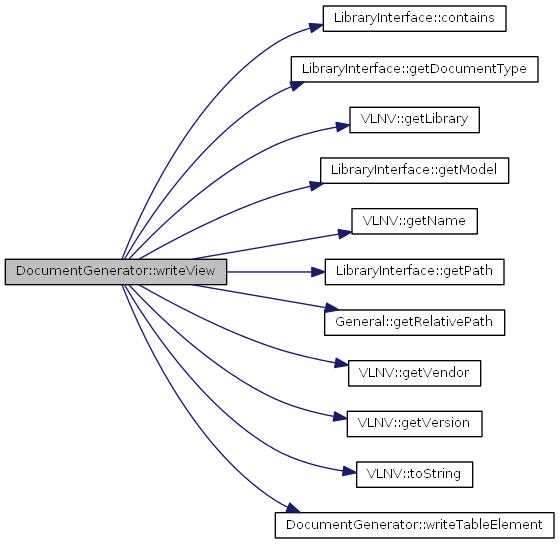 LibraryInterface::contains
LibraryInterface::getDocumentType
VLNV::getLibrary
LibraryInterface::getModel
VLNV::getName
DocumentGenerator::writeView
LibraryInterface::getPath
General::getRelativePath
VLNV::getVendor
VLNV::getVersion
VLNV::toString
DocumentGenerator::writeTableElement